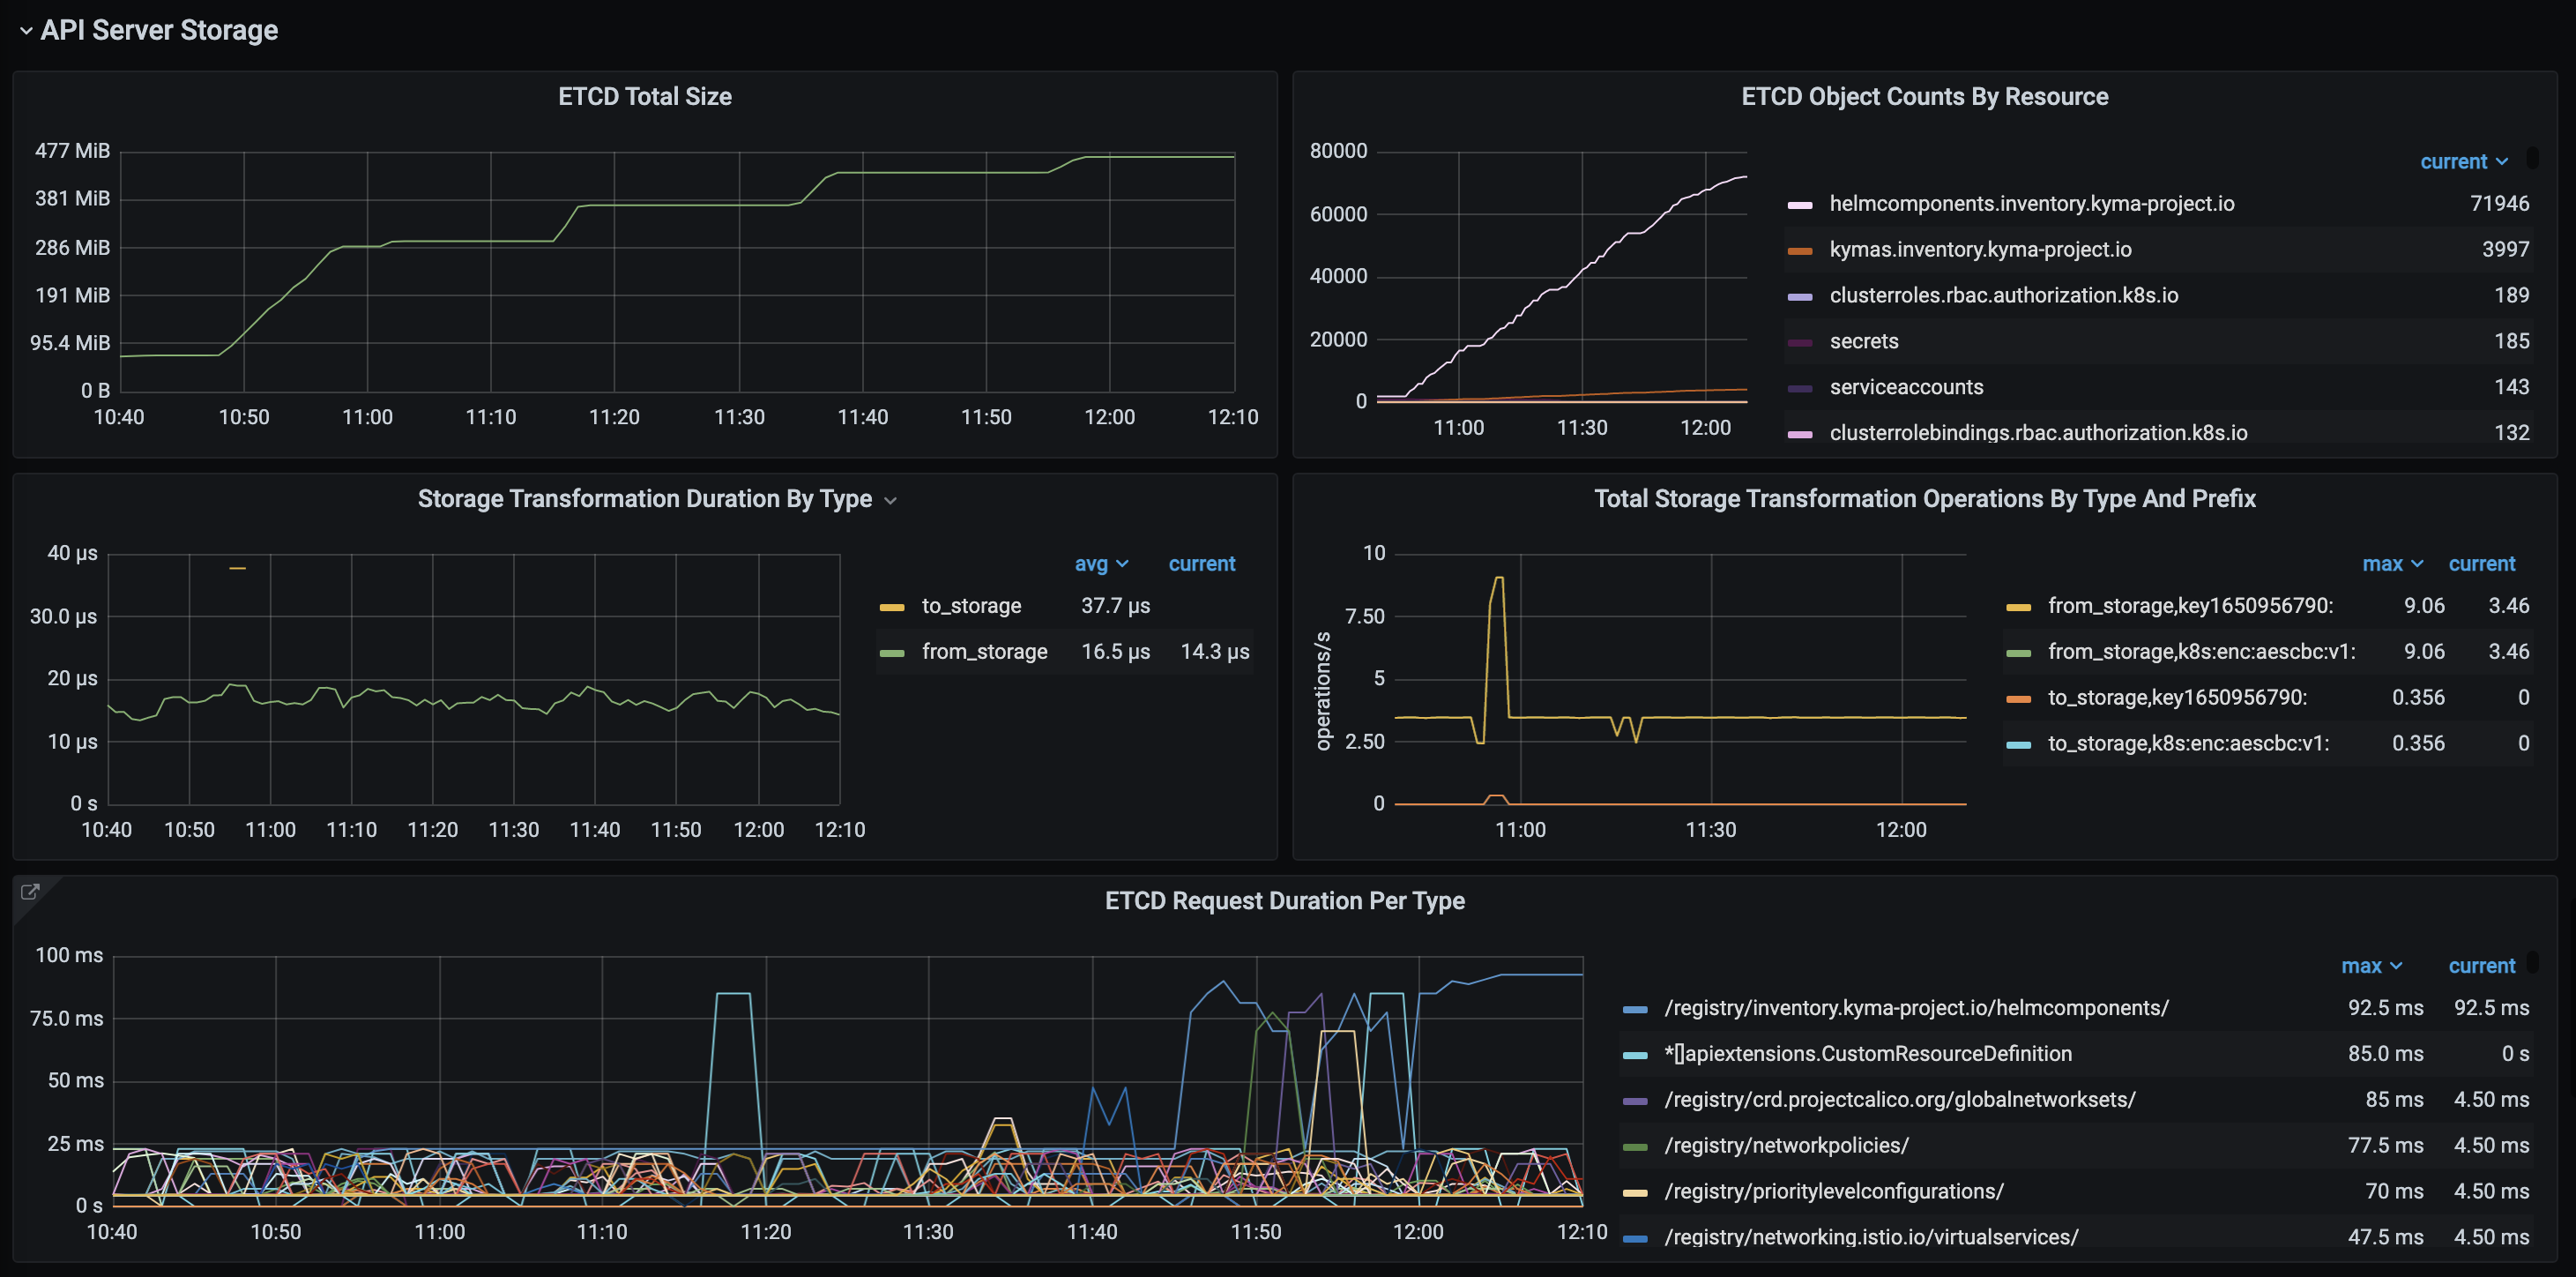 API Server Storage
ETCD Total Size
477 MiB
381 MiB
286 MiB
191 MiB
95.4 MiB
0 B
10:40 10:50 11:00 11:10 11:20 11:30 11:40 11:50 12:00 12:10
ETCD Object Counts By Resource
80000
60000
40000
20000
0
11:00 11:30 12:00
current
helmcomponents.inventory.kyma-project.io 71946
kymas.inventory.kyma-project.io 3997
clusterroles.rbac.authorization.k8s.io 189
secrets 185
serviceaccounts 143
clusterrolebindings.rbac.authorization.k8s.io 132
Storage Transformation Duration By Type
40 µs
30.0 µs
20 µs
10 µs
0 s
10:40 10:50 11:00 11:10 11:20 11:30 11:40 11:50 12:00 12:10
avg current
to_storage 37.7 µs
from_storage 16.5 µs 14.3 µs
Total Storage Transformation Operations By Type And Prefix
operations/s
10
7.50
5
2.50
0
11:00 11:30 12:00
max current
from_storage,key1650956790: 9.06 3.46
from_storage,k8s:enc:aescbc:v1: 9.06 3.46
to_storage,key1650956790: 0.356 0
to_storage,k8s:enc:aescbc:v1: 0.356 0
ETCD Request Duration Per Type
100 ms
75.0 ms
50 ms
25 ms
0 s
10:40 10:50 11:00 11:10 11:20 11:30 11:40 11:50 12:00 12:10
max current
/registry/inventory.kyma-project.io/helmcomponents/ 92.5 ms 92.5 ms
*[]apiextensions.CustomResourceDefinition 85.0 ms 0 s
/registry/crd.projectcalico.org/globalnetworksets/ 85 ms 4.50 ms
/registry/networkpolicies/ 77.5 ms 4.50 ms
/registry/prioritylevelconfigurations/ 70 ms 4.50 ms
/registry/networking.istio.io/virtualservices/ 47.5 ms 4.50 ms